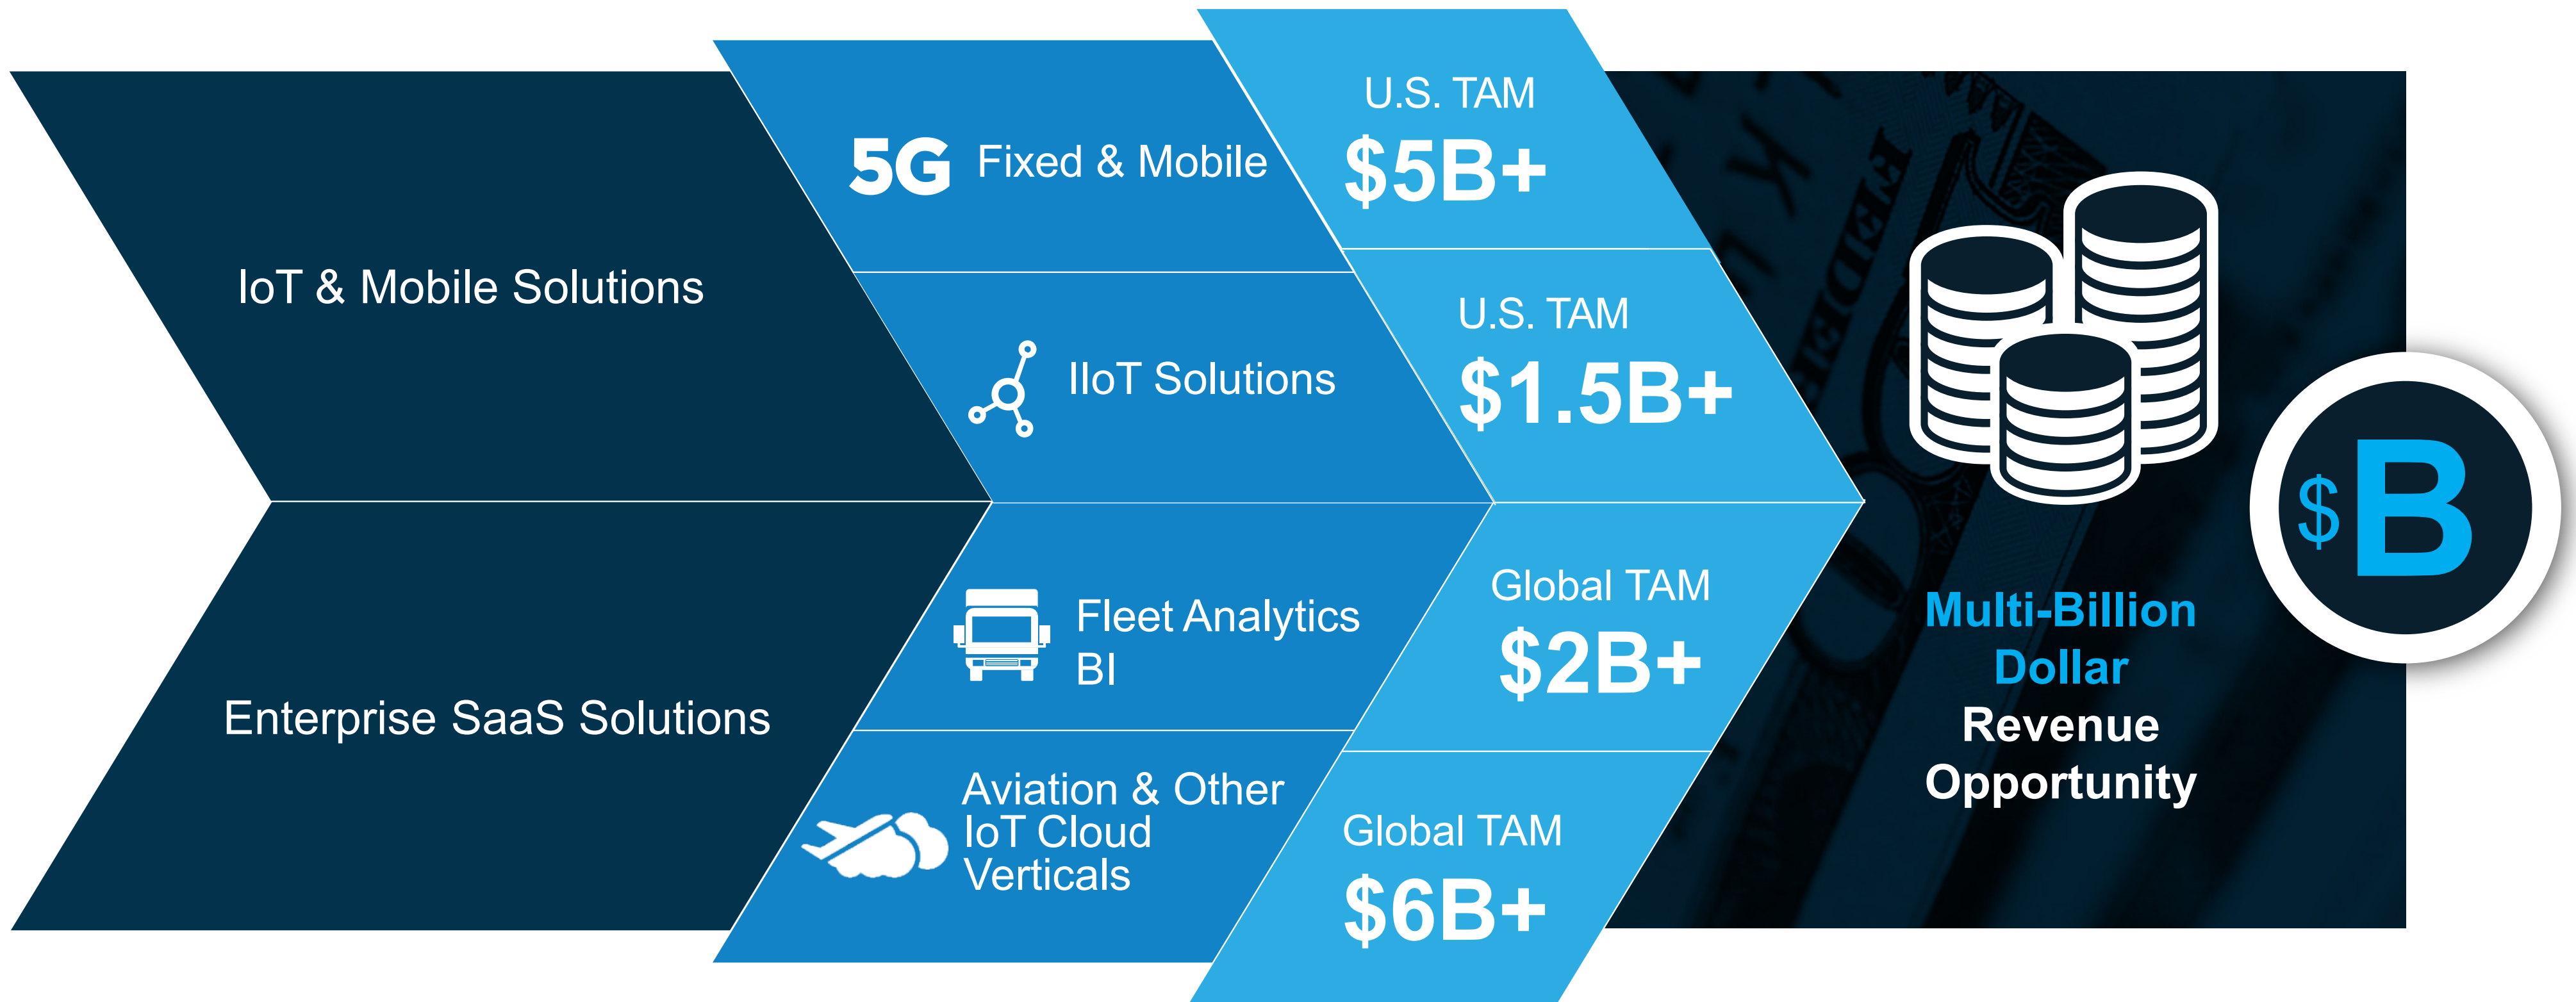 IoT & Mobile Solutions
5G Fixed & Mobile
U.S. TAM
$5B+
IIoT Solutions
U.S. TAM
$1.5B+
Enterprise SaaS Solutions
Fleet Analytics
BI
Global TAM
$2B+
Aviation & Other
IoT Cloud
Verticals
Global TAM
$6B+
Multi-Billion
Dollar
Revenue
Opportunity
$B